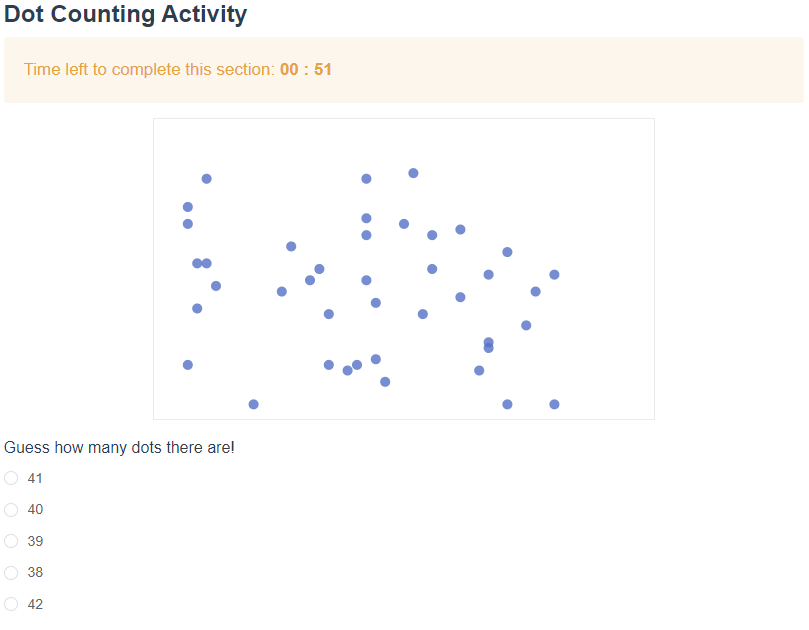 Dot Counting Activity
Time left to complete this section: 00 : 51
Guess how many dots there are!
41
40
39
38
42